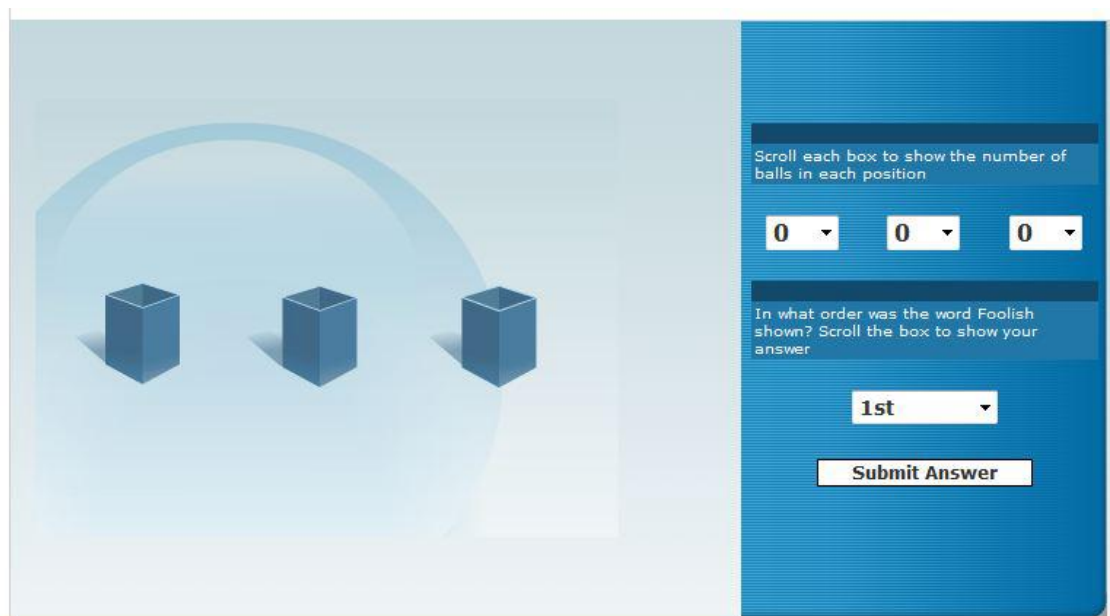 Scroll each box to show the number of
balls in each position
0 0 0
In what order was the word Foolish
shown? Scroll the box to show your
answer
1st
Submit Answer